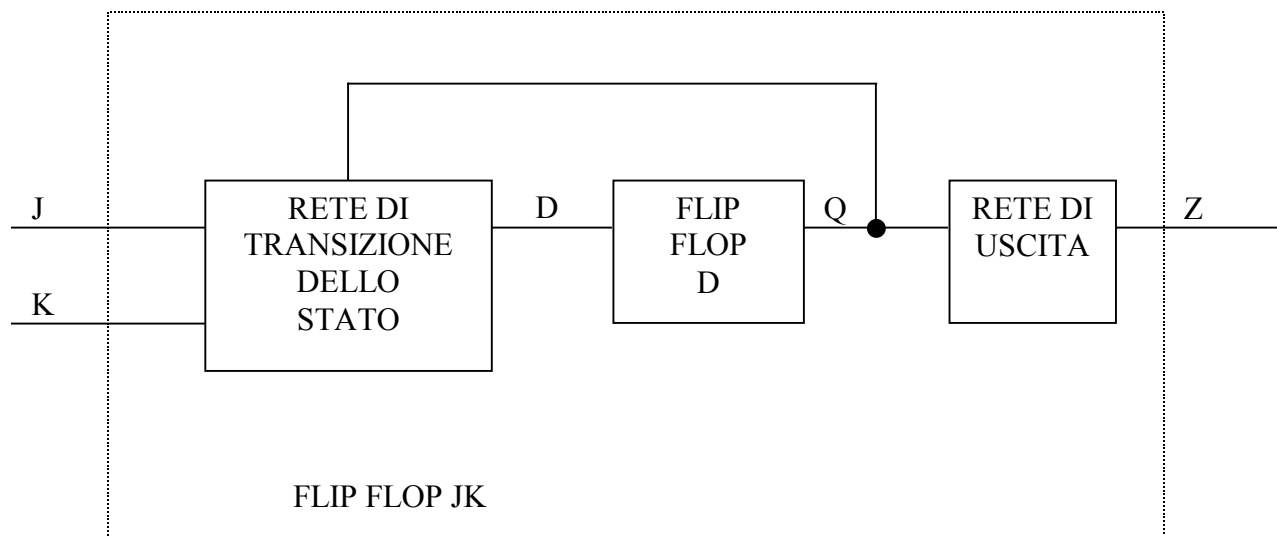 J
K
RETE DI
TRANSIZIONE
DELLO
STATO
D
FLIP
FLOP
D
Q
RETE DI
USCITA
Z
FLIP FLOP JK